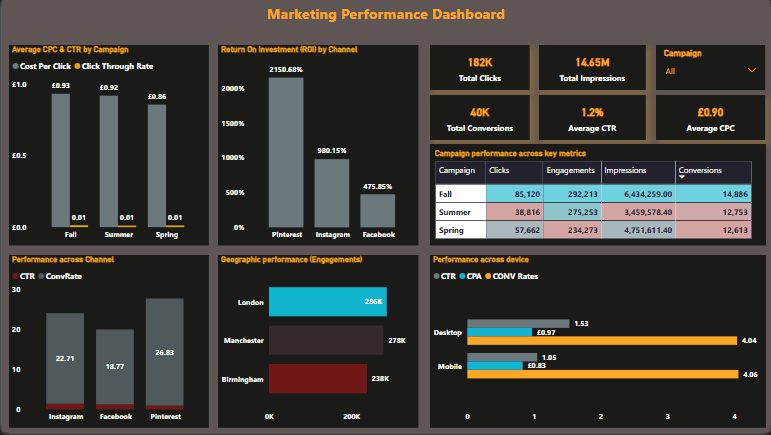 Marketing Performance Dashboard
Average CPC & CTR by Campaign
Cost Per Click Click Through Rate
£1.0
£0.5
£0.0
£0.93
£0.92
£0.86
0.01
0.01
0.01
Fall Summer Spring
Return On Investment (ROI) by Channel
2000%
1500%
1000%
500%
0%
2150.68%
980.15%
475.85%
Pinterest Instagram Facebook
182K
Total Clicks
14.65M
Total Impressions
Campaign
All
40K
Total Conversions
1.2%
Average CTR
£0.90
Average CPC
Campaign performance across key metrics
Campaign Clicks Engagements Impressions Conversions
Fall 85,120 292,213 6,434,259.00 14,886
Summer 38,816 275,253 3,459,578.40 12,753
Spring 57,662 234,273 4,751,611.40 12,613
Performance across Channel
CTR ConvRate
30
20
10
0
22.71
18.77
26.83
Instagram Facebook Pinterest
Geographic performance (Engagements)
London 286K
Manchester 278K
Birmingham 238K
0K 200K
Performance across device
CTR CPA CONV Rates
Desktop
1.53
£0.97
4.04
Mobile
1.05
£0.83
4.06
0 1 2 3 4